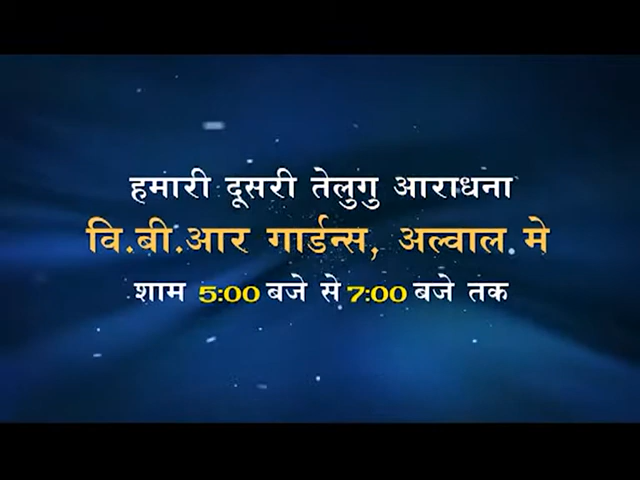 हमारी दूसरी तेलुगु आराधना
वि.बी.आर गार्डन्स, अल्वाल मे
शाम 5:00 बजे से 7:00 बजे तक